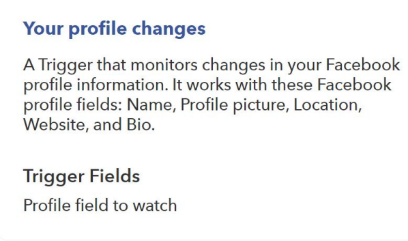 Your profile changes
A Trigger that monitors changes in your Facebook
profile information. It works with these Facebook
profile fields: Name, Profile picture, Location,
Website, and Bio.
Trigger Fields
Profile field to watch